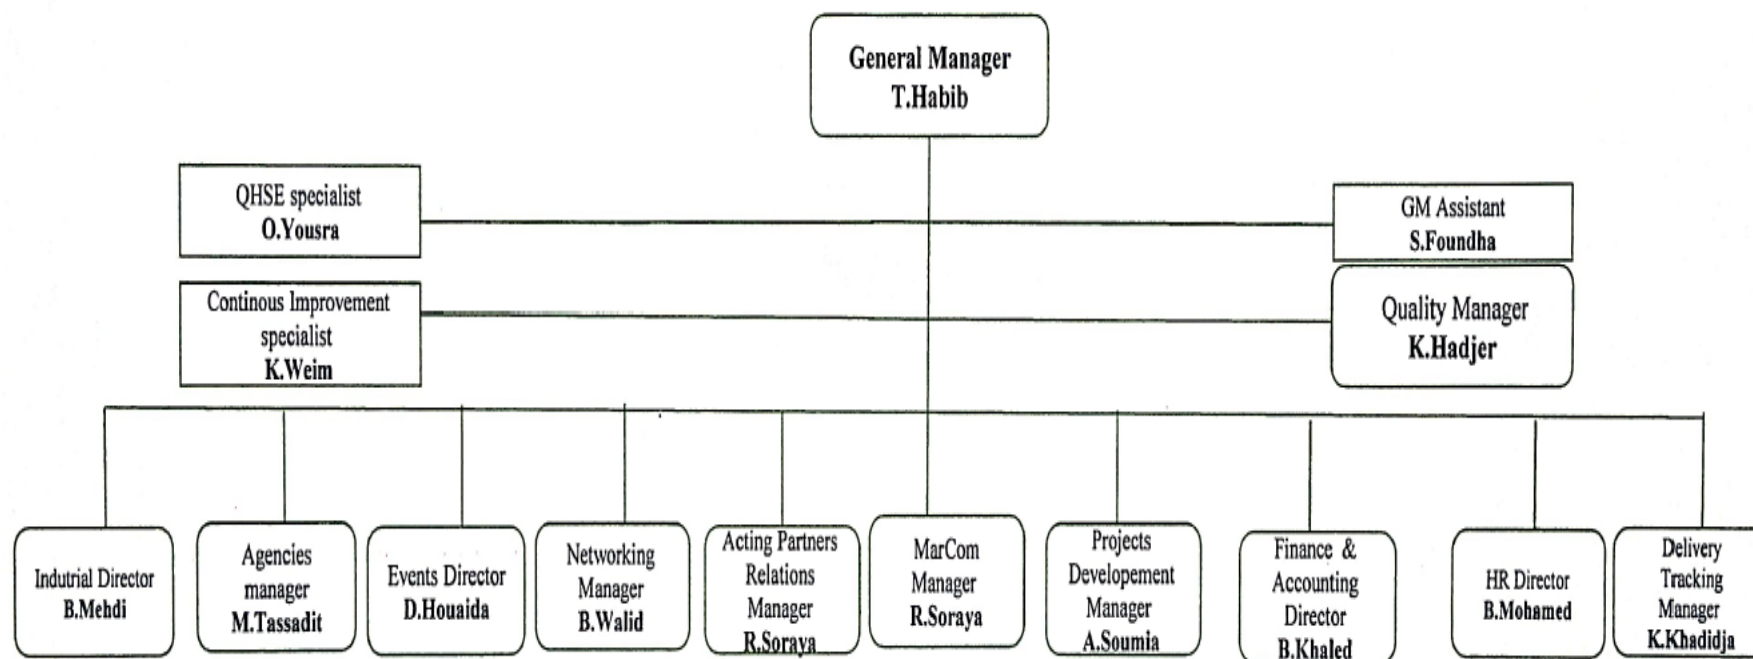 General Manager
T.Habib
QHSE specialist
O.Yousra
GM Assistant
S.Foundha
Continous Improvement
specialist
K.Weim
Quality Manager
K.Hadjer
Indutrial Director
B.Mehdi
Agencies
manager
M.Tassadit
Events Director
D.Houaida
Networking
Manager
B.Walid
Acting Partners
Relations
Manager
R.Soraya
MarCom
Manager
R.Soraya
Projects
Developement
Manager
A.Soumia
Finance &
Accounting
Director
B.Khaled
HR Director
B.Mohamed
Delivery
Tracking
Manager
K.Khadidja